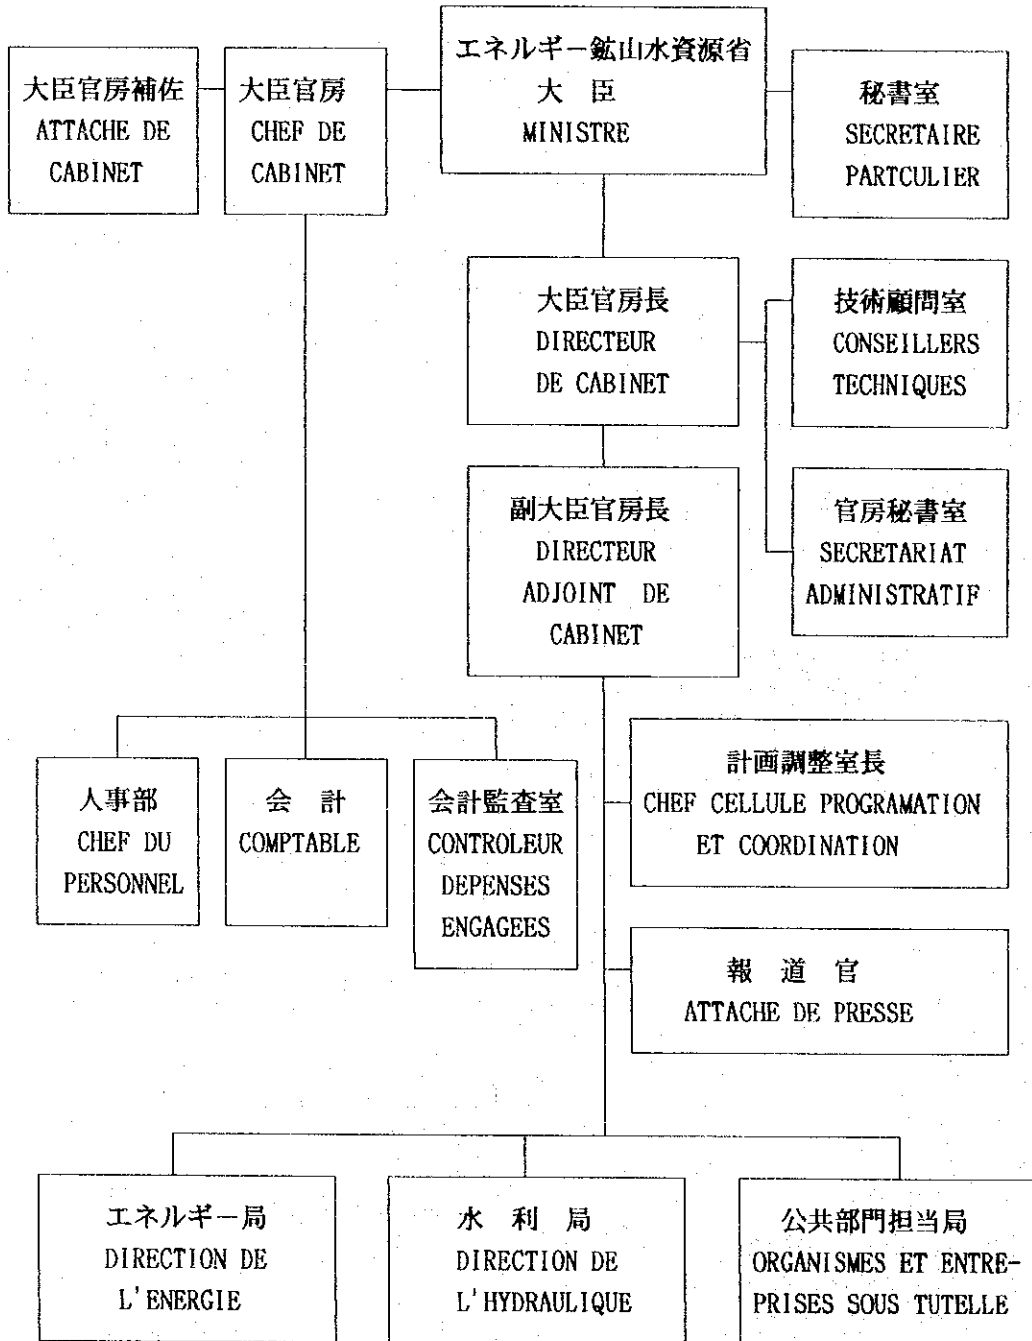 エネルギー鉱山水資源省
大 臣
MINISTRE
大臣官房補佐
ATTACHE DE
CABINET
大臣官房
CHEF DE
CABINET
秘書室
SECRETAIRE
PARTCULIER
大臣官房長
DIRECTEUR
DE CABINET
技術顧問室
CONSEILLERS
TECHNIQUES
副大臣官房長
DIRECTEUR
ADJOINT DE
CABINET
官房秘書室
SECRETARIAT
ADMINISTRATIF
人事部
CHEF DU
PERSONNEL
会 計
COMPTABLE
会計監査室
CONTROLEUR
DEPENSES
ENGAGEES
計画調整室長
CHEF CELLULE PROGRAMATION
ET COORDINATION
報 道 官
ATTACHE DE PRESSE
エネルギー局
DIRECTION DE
L'ENERGIE
水 利 局
DIRECTION DE
L'HYDRAULIQUE
公共部門担当局
ORGANISMES ET ENTRE-
PRISES SOUS TUTELLE